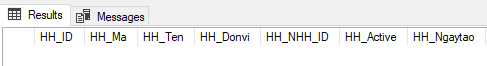 Results Messages
HH_ID HH_Ma HH_Ten HH_Donvi HH_NHH_ID HH_Active HH_Ngaytao